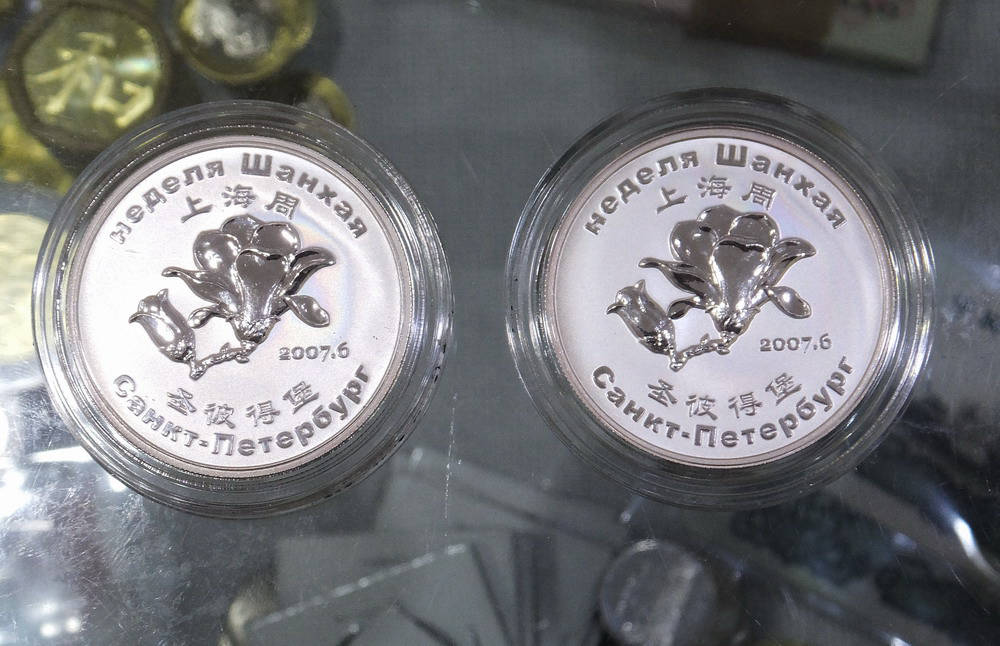 Неделя Шанхая
上海周
2007.6
圣彼得堡
Санкт-Петербург
Неделя Шанхая
上海周
2007.6
圣彼得堡
Санкт-Петербург